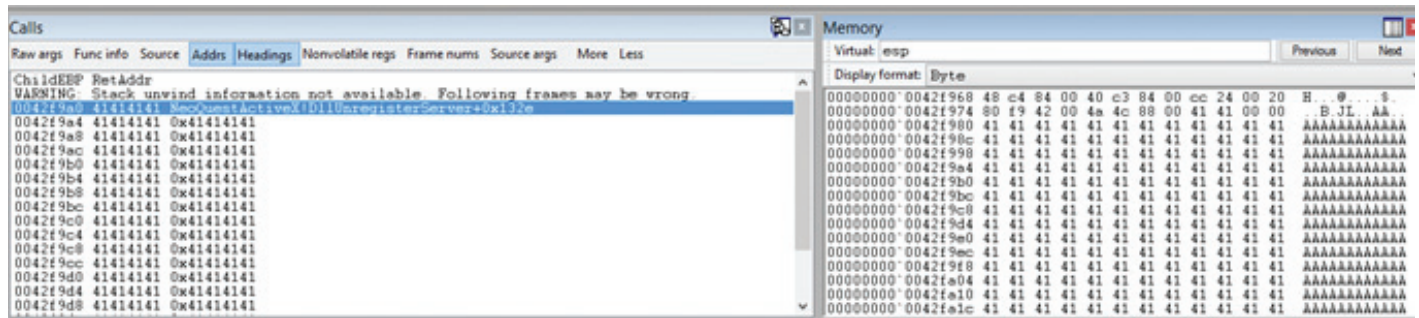 Calls
Raw args Func info Source Addrs Headings Nonvolatile regs Frame nums Source args More Less
ChildEBP RetAddr
WARNING: Stack unwind information not available. Following frames may be wrong.
0042f9a0 41414141 NeoQuestActiveX!DllUnregisterServer+0x132e
0042f9a4 41414141 0x41414141
0042f9a8 41414141 0x41414141
0042f9ac 41414141 0x41414141
0042f9b0 41414141 0x41414141
0042f9b4 41414141 0x41414141
0042f9b8 41414141 0x41414141
0042f9bc 41414141 0x41414141
0042f9c0 41414141 0x41414141
0042f9c4 41414141 0x41414141
0042f9c8 41414141 0x41414141
0042f9cc 41414141 0x41414141
0042f9d0 41414141 0x41414141
0042f9d4 41414141 0x41414141
0042f9d8 41414141 0x41414141
Memory
Virtual: esp Previous Next
Display format: Byte
00000000`0042f968 48 c4 84 00 40 c3 84 00 cc 24 00 20 H...@....$.
00000000`0042f974 80 f9 42 00 4a 4c 88 00 41 41 00 00 ..B.JL..AA..
00000000`0042f980 41 41 41 41 41 41 41 41 41 41 41 41 AAAAAAAAAAAA
00000000`0042f98c 41 41 41 41 41 41 41 41 41 41 41 41 AAAAAAAAAAAA
00000000`0042f998 41 41 41 41 41 41 41 41 41 41 41 41 AAAAAAAAAAAA
00000000`0042f9a4 41 41 41 41 41 41 41 41 41 41 41 41 AAAAAAAAAAAA
00000000`0042f9b0 41 41 41 41 41 41 41 41 41 41 41 41 AAAAAAAAAAAA
00000000`0042f9bc 41 41 41 41 41 41 41 41 41 41 41 41 AAAAAAAAAAAA
00000000`0042f9c8 41 41 41 41 41 41 41 41 41 41 41 41 AAAAAAAAAAAA
00000000`0042f9d4 41 41 41 41 41 41 41 41 41 41 41 41 AAAAAAAAAAAA
00000000`0042f9e0 41 41 41 41 41 41 41 41 41 41 41 41 AAAAAAAAAAAA
00000000`0042f9ec 41 41 41 41 41 41 41 41 41 41 41 41 AAAAAAAAAAAA
00000000`0042f9f8 41 41 41 41 41 41 41 41 41 41 41 41 AAAAAAAAAAAA
00000000`0042fa04 41 41 41 41 41 41 41 41 41 41 41 41 AAAAAAAAAAAA
00000000`0042fa10 41 41 41 41 41 41 41 41 41 41 41 41 AAAAAAAAAAAA
00000000`0042fa1c 41 41 41 41 41 41 41 41 41 41 41 41 AAAAAAAAAAAA